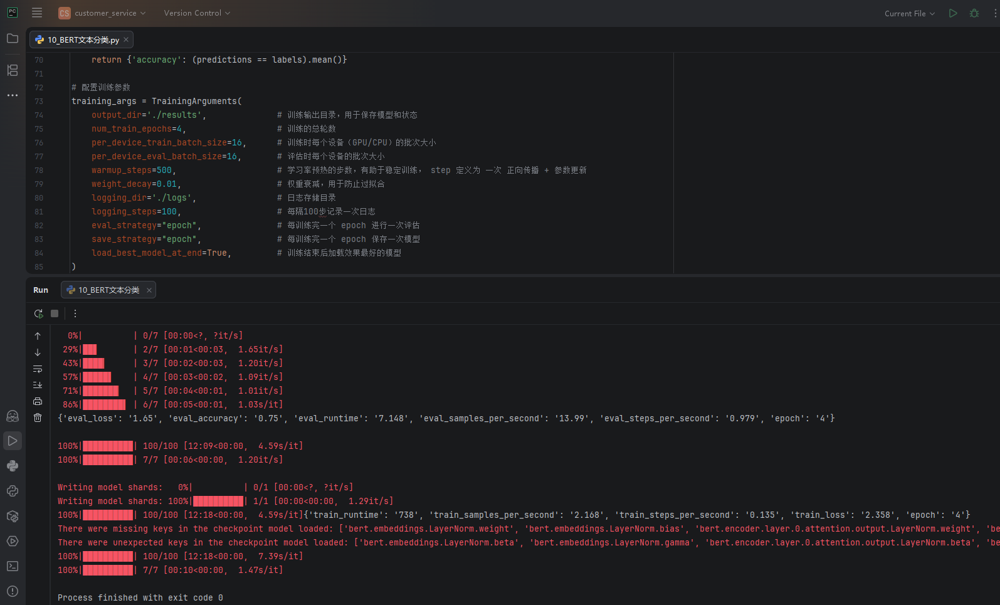 PC
CS customer_service Version Control Current File
10_BERT文本分类.py
70 return {'accuracy': (predictions == labels).mean()}
71
72 # 配置训练参数
73 training_args = TrainingArguments(
74 output_dir='./results', # 训练输出目录，用于保存模型和状态
75 num_train_epochs=4, # 训练的总轮数
76 per_device_train_batch_size=16, # 训练时每个设备（GPU/CPU）的批次大小
77 per_device_eval_batch_size=16, # 评估时每个设备的批次大小
78 warmup_steps=500, # 学习率预热的步数，有助于稳定训练， step 定义为 一次 正向传播 + 参数更新
79 weight_decay=0.01, # 权重衰减，用于防止过拟合
80 logging_dir='./logs', # 日志存储目录
81 logging_steps=100, # 每隔100步记录一次日志
82 eval_strategy="epoch", # 每训练完一个 epoch 进行一次评估
83 save_strategy="epoch", # 每训练完一个 epoch 保存一次模型
84 load_best_model_at_end=True, # 训练结束后加载效果最好的模型
85 )
Run 10_BERT文本分类
0%| | 0/7 [00:00<?, ?it/s]
29%|██▊ | 2/7 [00:01<00:03, 1.65it/s]
43%|████▎ | 3/7 [00:02<00:03, 1.20it/s]
57%|█████▋ | 4/7 [00:03<00:02, 1.09it/s]
71%|███████▏ | 5/7 [00:04<00:01, 1.01it/s]
86%|████████▌ | 6/7 [00:05<00:01, 1.03s/it]
{'eval_loss': '1.65', 'eval_accuracy': '0.75', 'eval_runtime': '7.148', 'eval_samples_per_second': '13.99', 'eval_steps_per_second': '0.979', 'epoch': '4'}
100%|██████████| 100/100 [12:09<00:00, 4.59s/it]
100%|██████████| 7/7 [00:06<00:00, 1.20it/s]
Writing model shards: 0%| | 0/1 [00:00<?, ?it/s]
Writing model shards: 100%|██████████| 1/1 [00:00<00:00, 1.29it/s]
100%|██████████| 100/100 [12:18<00:00, 4.59s/it]{'train_runtime': '738', 'train_samples_per_second': '2.168', 'train_steps_per_second': '0.135', 'train_loss': '2.358', 'epoch': '4'}
There were missing keys in the checkpoint model loaded: ['bert.embeddings.LayerNorm.weight', 'bert.embeddings.LayerNorm.bias', 'bert.encoder.layer.0.attention.output.LayerNorm.weight', 'be
There were unexpected keys in the checkpoint model loaded: ['bert.embeddings.LayerNorm.beta', 'bert.embeddings.LayerNorm.gamma', 'bert.encoder.layer.0.attention.output.LayerNorm.beta', 'be
100%|██████████| 100/100 [12:18<00:00, 7.39s/it]
100%|██████████| 7/7 [00:10<00:00, 1.47s/it]
Process finished with exit code 0